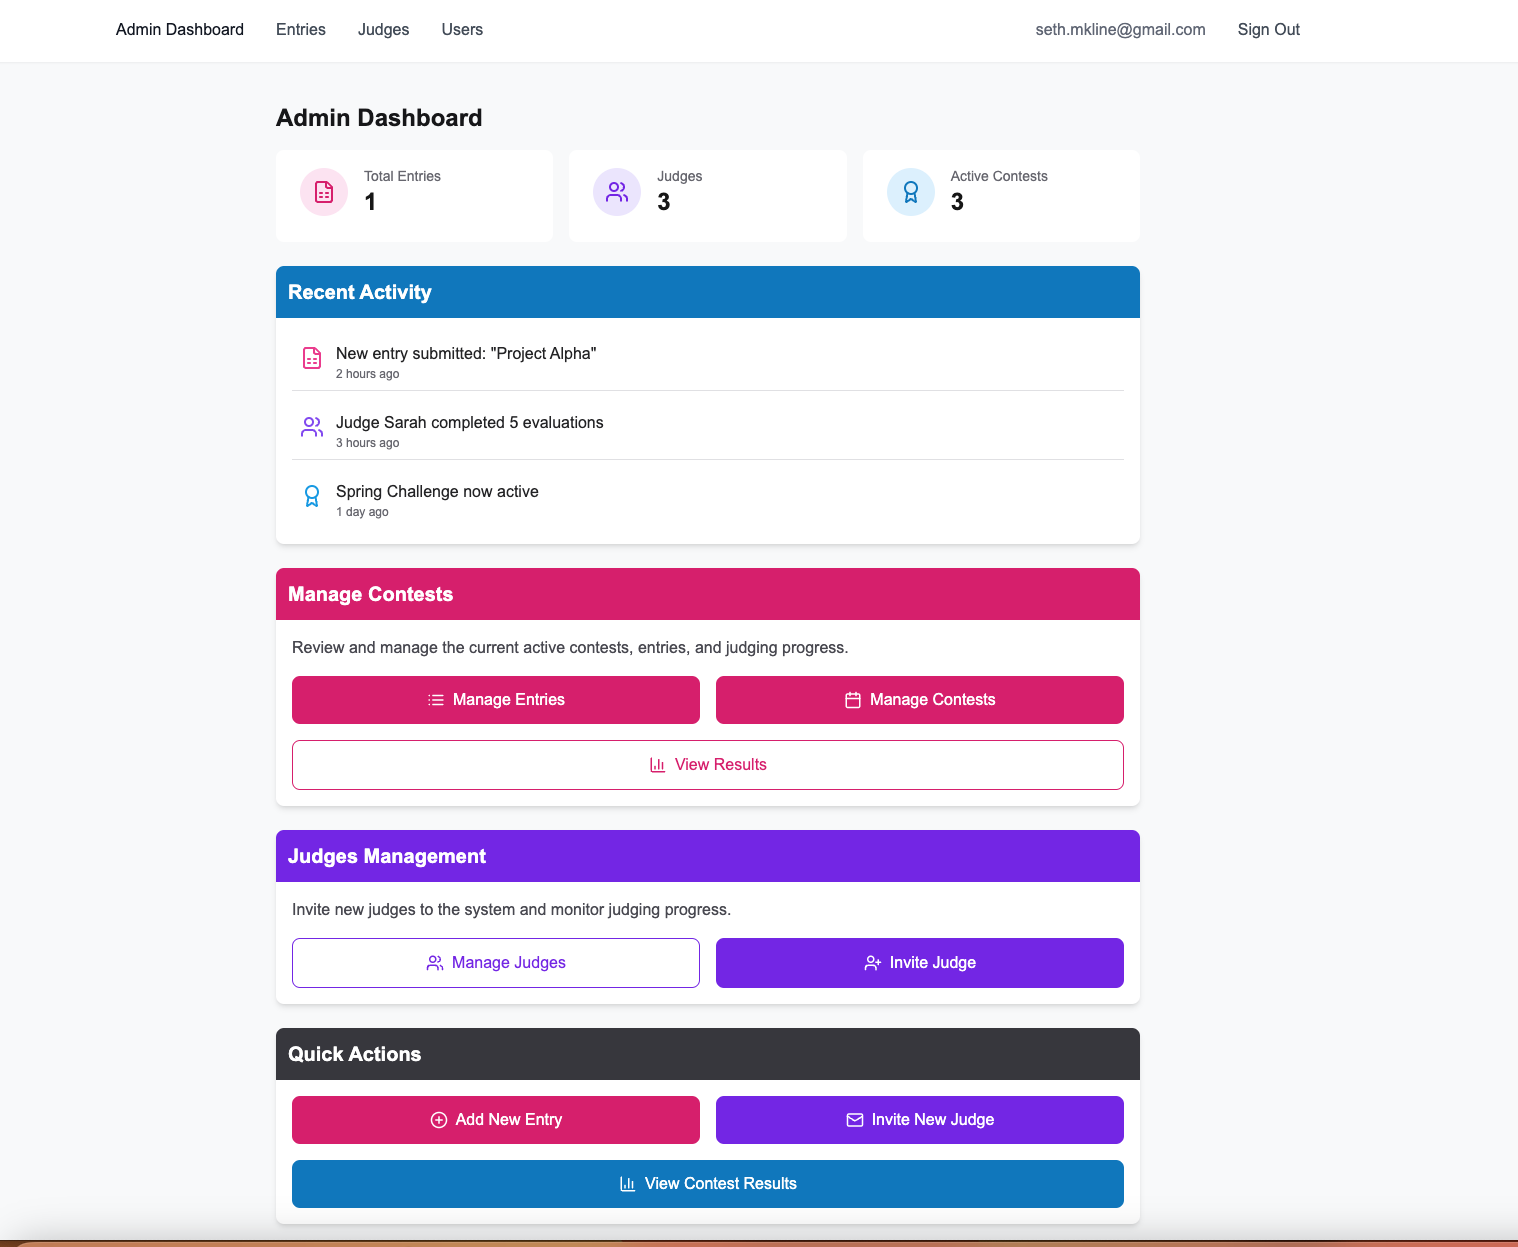 Admin Dashboard Entries Judges Users seth.mkline@gmail.com Sign Out
Admin Dashboard
Total Entries
1
Judges
3
Active Contests
3
Recent Activity
New entry submitted: "Project Alpha"
2 hours ago
Judge Sarah completed 5 evaluations
3 hours ago
Spring Challenge now active
1 day ago
Manage Contests
Review and manage the current active contests, entries, and judging progress.
Manage Entries
Manage Contests
View Results
Judges Management
Invite new judges to the system and monitor judging progress.
Manage Judges
Invite Judge
Quick Actions
Add New Entry
Invite New Judge
View Contest Results